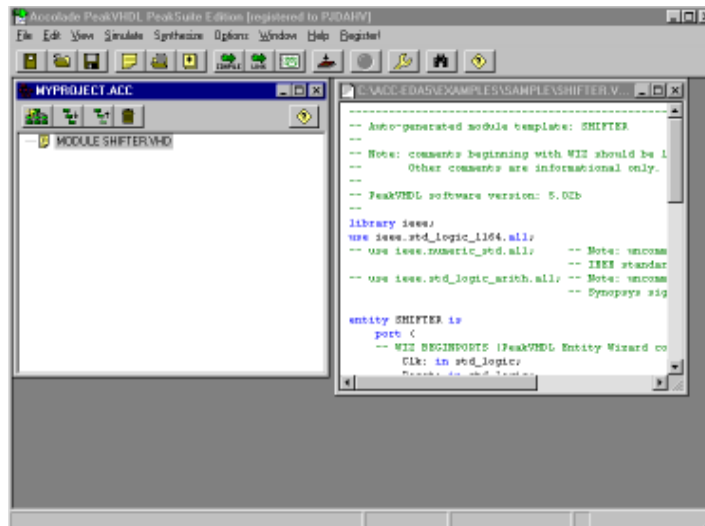 Accolade PeakVHDL PeakSuite Edition [registered to PJDAHV]
File Edit View Simulate Synthesize Options Window Help Register!
MYPROJECT.ACC
MODULE SHIFTER.VHD
C:\ACC-EDA5\EXAMPLES\SAMPLE\SHIFTER.V...
-- Auto-generated module template: SHIFTER
--
-- Note: comments beginning with WIZ should be l
-- Other comments are informational only.
--
-- PeakVHDL software version: 5.02b
--
library ieee;
use ieee.std_logic_1164.all;
-- use ieee.numeric_std.all; -- Note: uncomm
-- IEEE standar
-- use ieee.std_logic_arith.all; -- Note: uncomm
-- Synopsys sig
entity SHIFTER is
port (
-- WIZ BEGINPORTS (PeakVHDL Entity Wizard co
Clk: in std_logic;